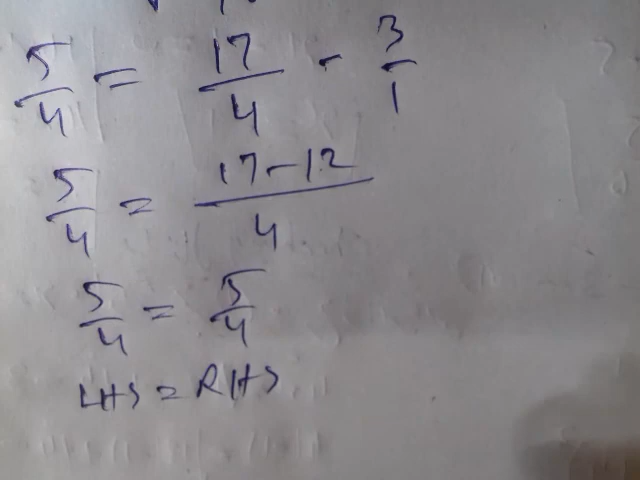 5/4 = 17/4 - 3/1
5/4 = 17-12/4
5/4 = 5/4
LHS = RHS